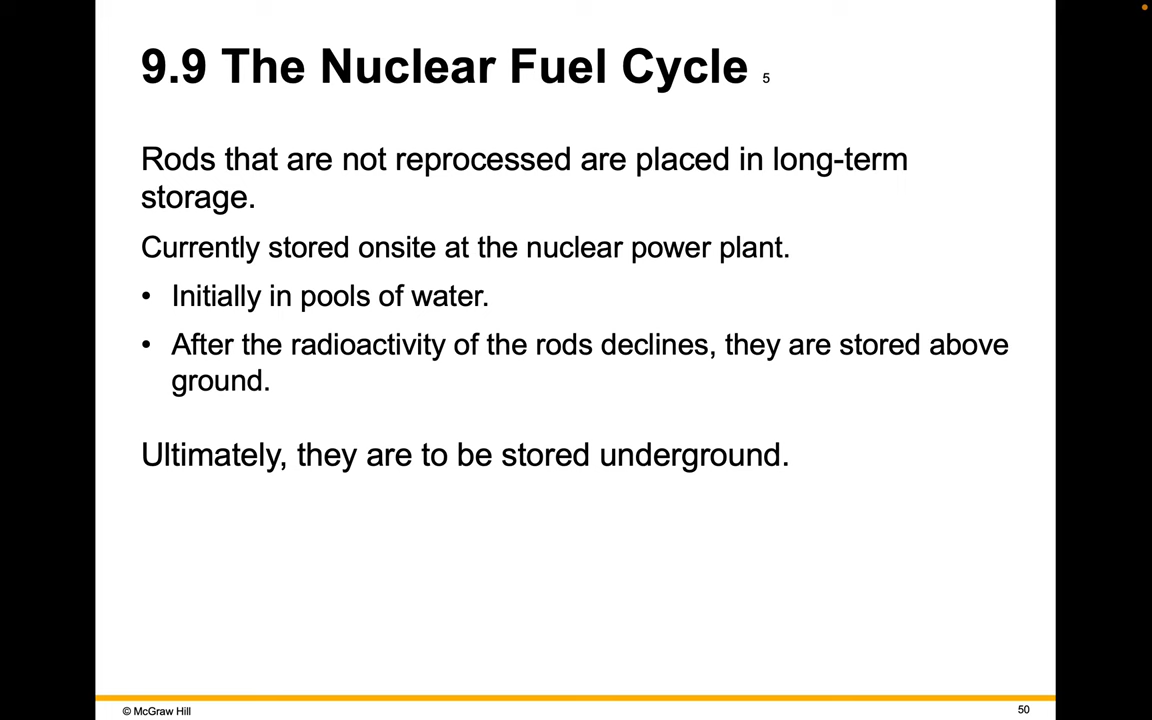 9.9 The Nuclear Fuel Cycle 5
Rods that are not reprocessed are placed in long-term
storage.
Currently stored onsite at the nuclear power plant.
• Initially in pools of water.
• After the radioactivity of the rods declines, they are stored above
ground.
Ultimately, they are to be stored underground.
© McGraw Hill
50